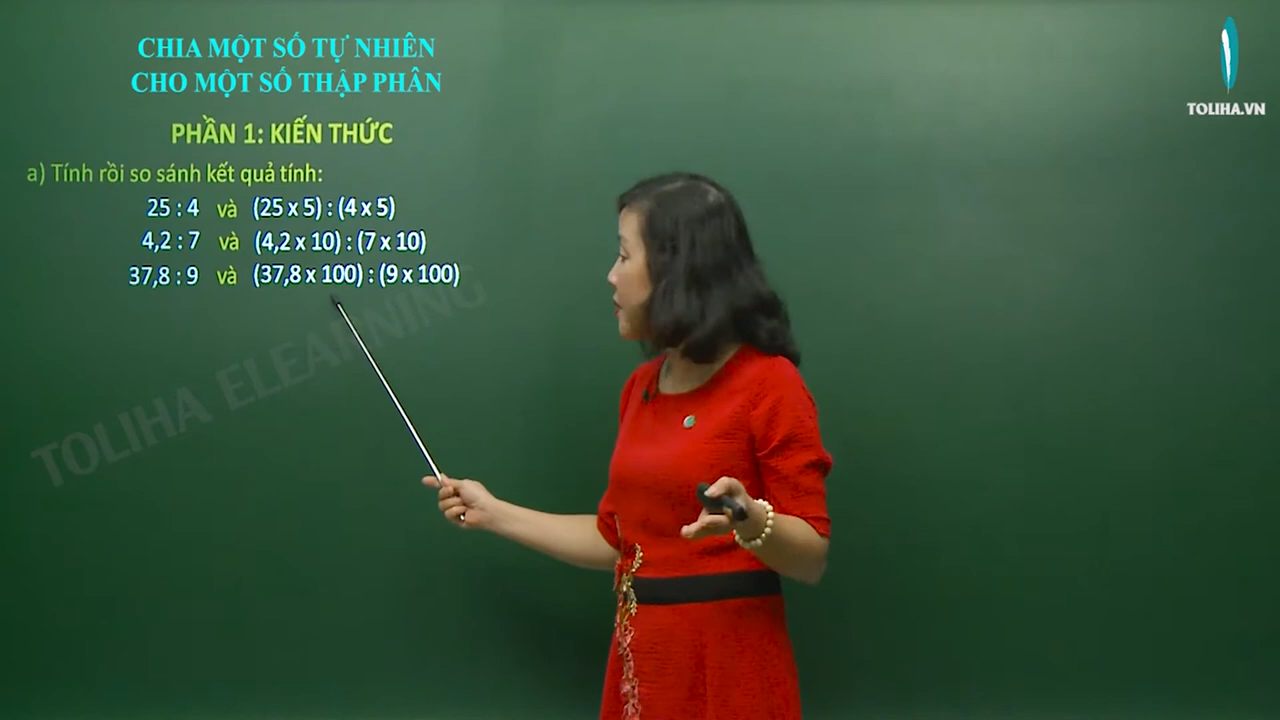 CHIA MỘT SỐ TỰ NHIÊN
CHO MỘT SỐ THẬP PHÂN
TOLIHA.VN
PHẦN 1: KIẾN THỨC
a) Tính rồi so sánh kết quả tính:
25 : 4 và (25 x 5) : (4 x 5)
4,2 : 7 và (4,2 x 10) : (7 x 10)
37,8 : 9 và (37,8 x 100) : (9 x 100)
TOLIHA ELEARNING